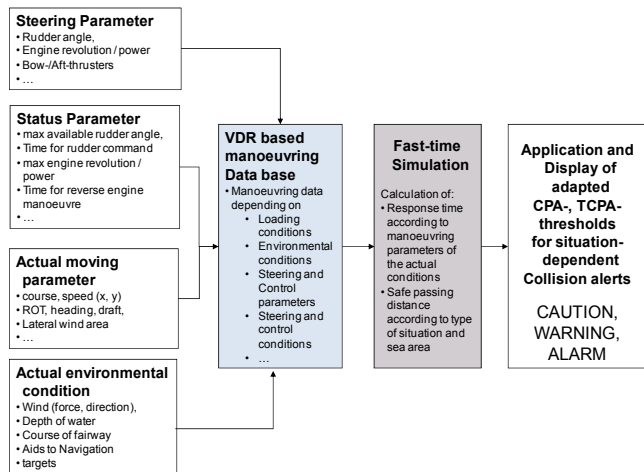 Steering Parameter
• Rudder angle,
• Engine revolution / power
• Bow-/Aft-thrusters
• …
Status Parameter
• max available rudder angle,
• Time for rudder command
• max engine revolution /
power
• Time for reverse engine
manoeuvre
• …
Actual moving
parameter
• course, speed (x, y)
• ROT, heading, draft,
• Lateral wind area
• …
Actual environmental
condition
• Wind (force, direction),
• Depth of water
• Course of fairway
• Aids to Navigation
• targets
VDR based
manoeuvring
Data base
• Manoeuvring data
depending on
• Loading
conditions
• Environmental
conditions
• Steering and
Control
parameters
• Steering and
control
conditions
• …
Fast-time
Simulation
Calculation of:
• Response time
according to
manoeuvring
parameters of
the actual
conditions
• Safe passing
distance
according to type
of situation and
sea area
Application and
Display of
adapted
CPA-, TCPA-
thresholds
for situation-
dependent
Collision alerts
CAUTION,
WARNING,
ALARM